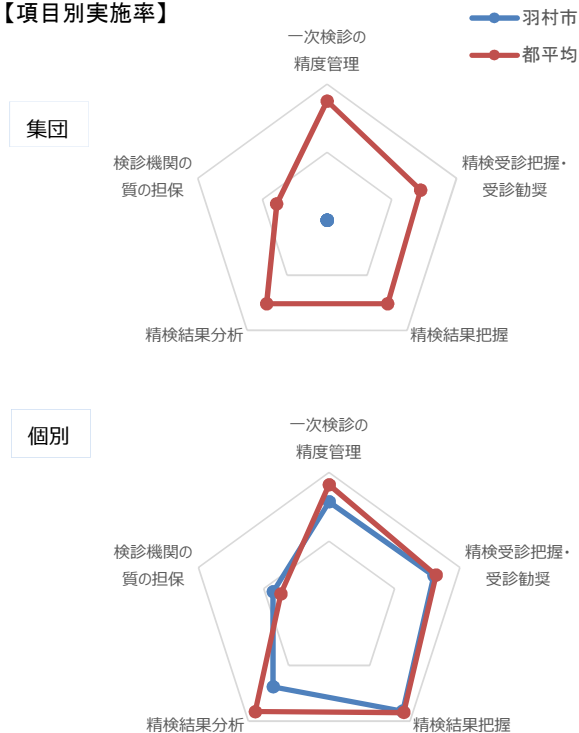 【項目別実施率】
羽村市
都平均
集団
一次検診の
精度管理
精検受診把握・
受診勧奨
精検結果把握
精検結果分析
検診機関の
質の担保
個別
一次検診の
精度管理
精検受診把握・
受診勧奨
精検結果把握
精検結果分析
検診機関の
質の担保